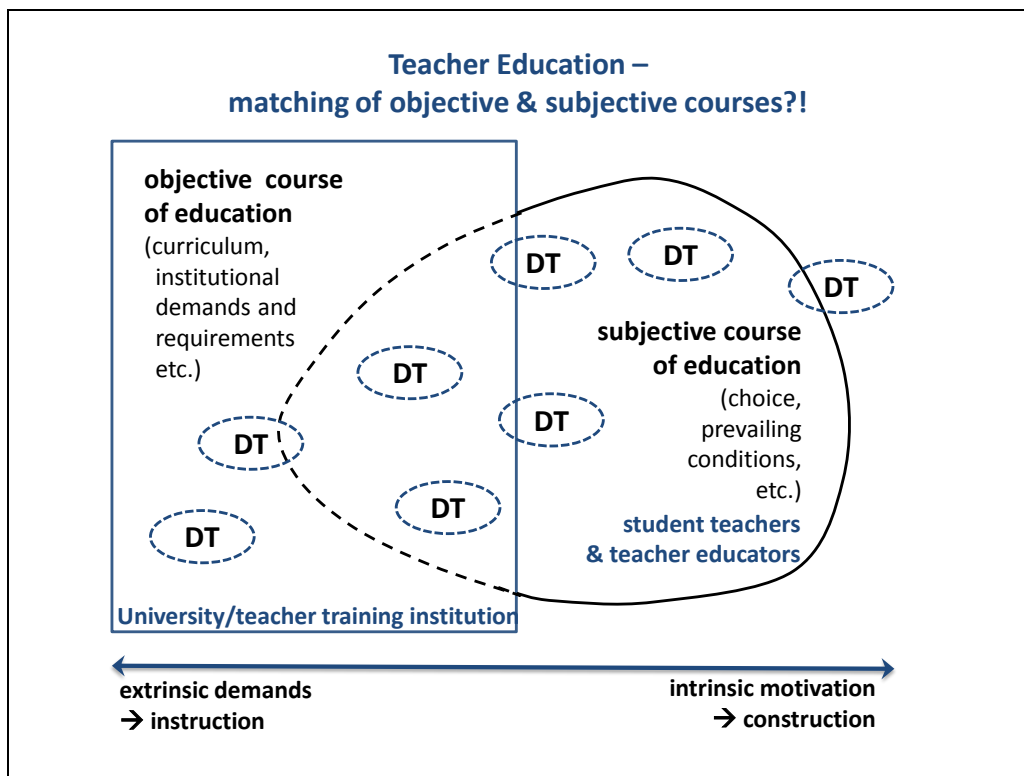 Teacher Education –
matching of objective & subjective courses?!
objective course
of education
(curriculum,
institutional
demands and
requirements
etc.)
DT
DT
DT
DT
DT
DT
DT
DT
subjective course
of education
(choice,
prevailing
conditions,
etc.)
student teachers
& teacher educators
University/teacher training institution
extrinsic demands
→ instruction
intrinsic motivation
→ construction